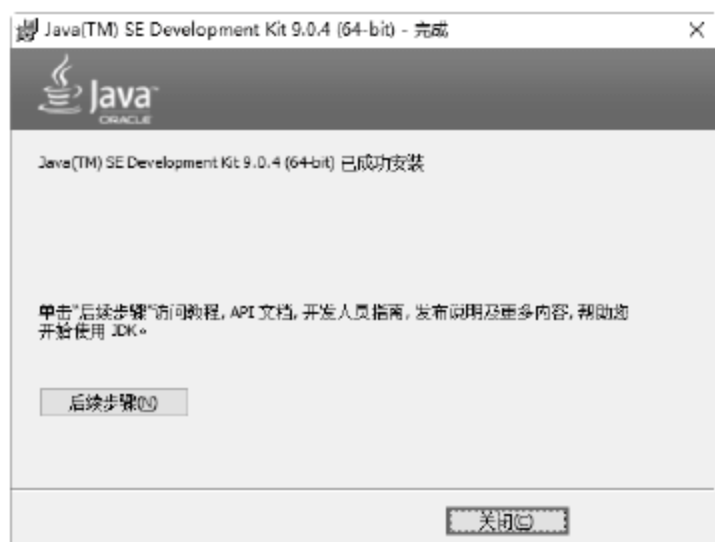 Java(TM) SE Development Kit 9.0.4 (64-bit) - 完成
Java
ORACLE
Java(TM) SE Development Kit 9.0.4 (64-bit) 已成功安装
单击"后续步骤"访问教程, API 文档, 开发人员指南, 发布说明及更多内容, 帮助您
开始使用 JDK。
后续步骤(N)
关闭(C)